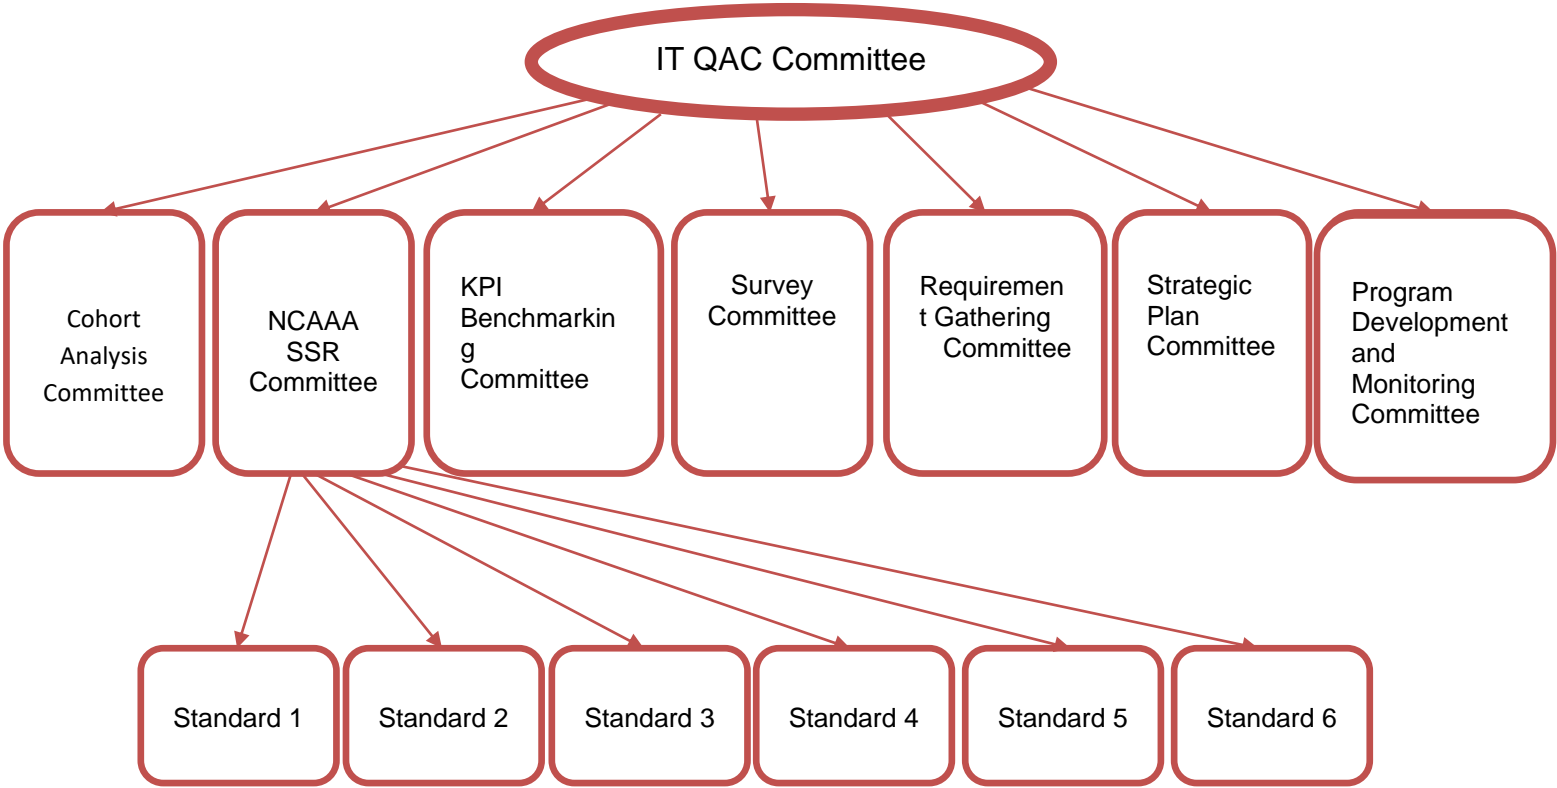 IT QAC Committee
Cohort
Analysis
Committee
NCAAA
SSR
Committee
KPI
Benchmarkin
g
Committee
Survey
Committee
Requiremen
t Gathering
Committee
Strategic
Plan
Committee
Program
Development
and
Monitoring
Committee
Standard 1
Standard 2
Standard 3
Standard 4
Standard 5
Standard 6